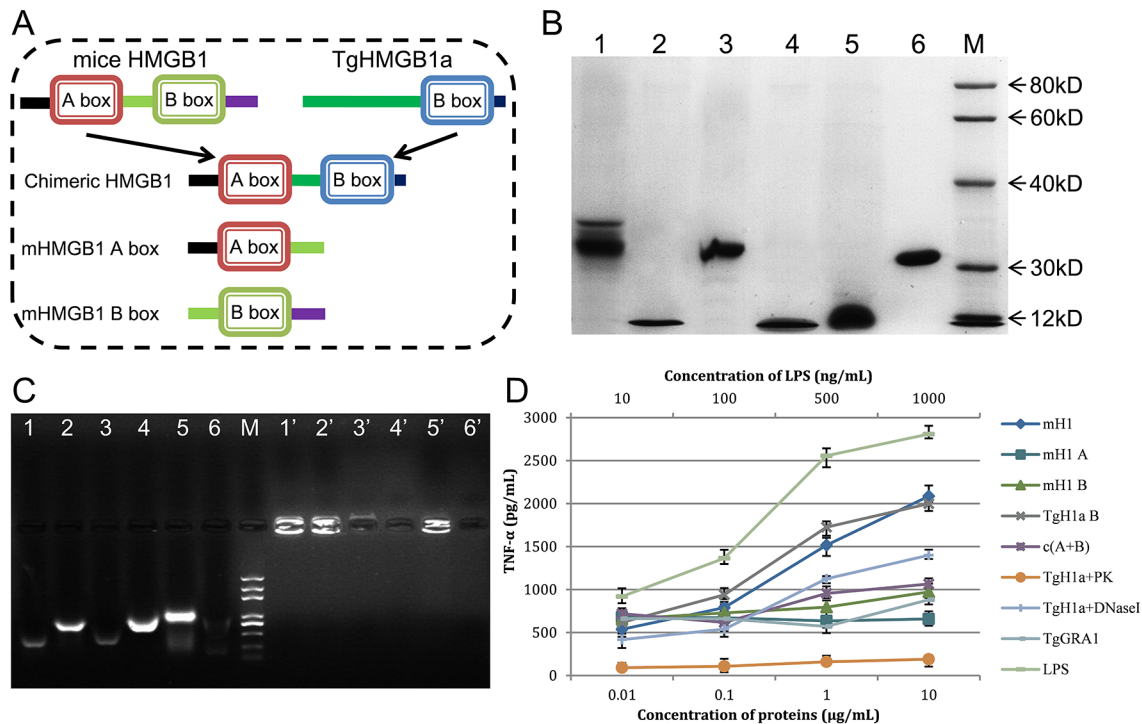 A
mice HMGB1
TgHMGB1a
A box
B box
B box
Chimeric HMGB1
A box
B box
mHMGB1 A box
A box
mHMGB1 B box
B box
B
1 2 3 4 5 6 M
80kD
60kD
40kD
30kD
12kD
C
1 2 3 4 5 6 M 1’ 2’ 3’ 4’ 5’ 6’
D
Concentration of LPS (ng/mL)
10 100 500 1000
TNF-α (pg/mL)
3000
2500
2000
1500
1000
500
0
0.01 0.1 1 10
Concentration of proteins (μg/mL)
mH1
mH1 A
mH1 B
TgH1a B
c(A+B)
TgH1a+PK
TgH1a+DNaseI
TgGRA1
LPS